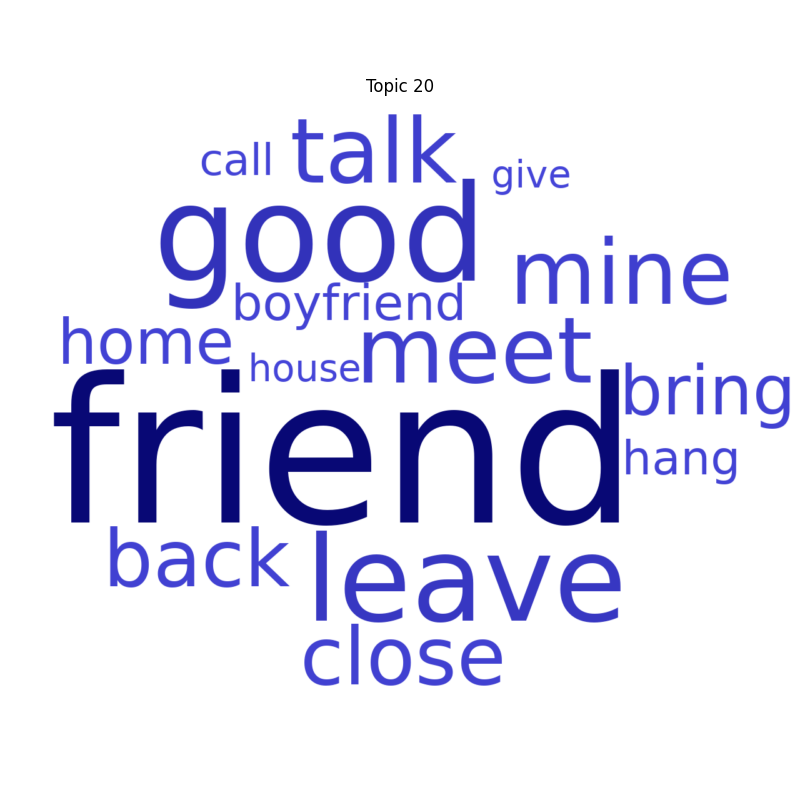 Topic 20
call talk give
good
mine
boyfriend
home meet
house
bring
friend
hang
back leave
close